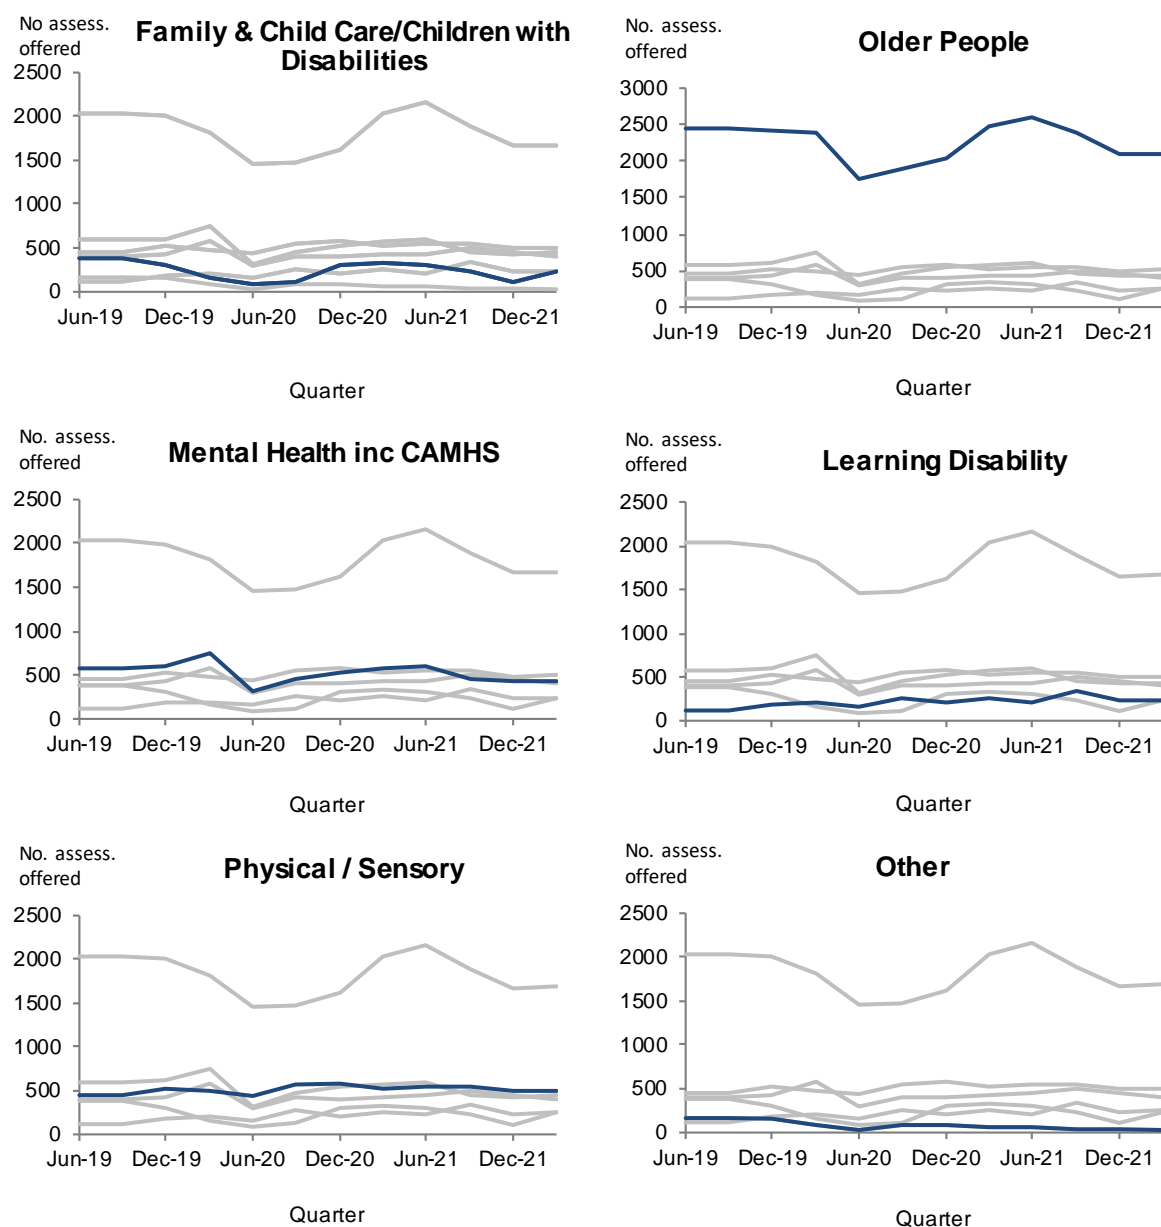 No assess.
offered
Family & Child Care/Children with
Disabilities
2500
2000
1500
1000
500
0
Jun-19 Dec-19 Jun-20 Dec-20 Jun-21 Dec-21
Quarter
No. assess.
offered
Older People
3000
2500
2000
1500
1000
500
0
Jun-19 Dec-19 Jun-20 Dec-20 Jun-21 Dec-21
Quarter
No. assess.
offered
Mental Health inc CAMHS
2500
2000
1500
1000
500
0
Jun-19 Dec-19 Jun-20 Dec-20 Jun-21 Dec-21
Quarter
No. assess.
offered
Learning Disability
2500
2000
1500
1000
500
0
Jun-19 Dec-19 Jun-20 Dec-20 Jun-21 Dec-21
Quarter
No. assess.
offered
Physical / Sensory
2500
2000
1500
1000
500
0
Jun-19 Dec-19 Jun-20 Dec-20 Jun-21 Dec-21
Quarter
No. assess.
offered
Other
2500
2000
1500
1000
500
0
Jun-19 Dec-19 Jun-20 Dec-20 Jun-21 Dec-21
Quarter